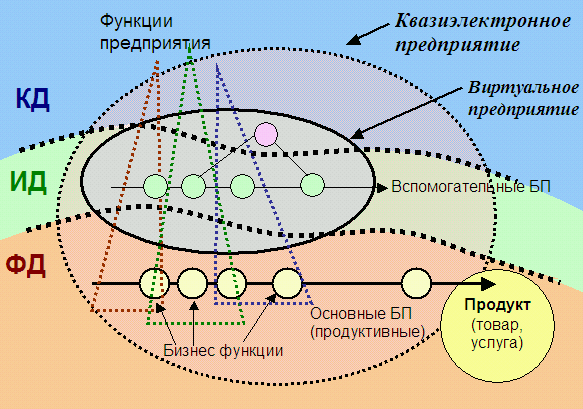 Функции
предприятия
Квазиэлектронное
предприятие
Виртуальное
предприятие
КД
ИД
Вспомогательные БП
ФД
Основные БП
(продуктивные)
Продукт
(товар,
услуга)
Бизнес функции